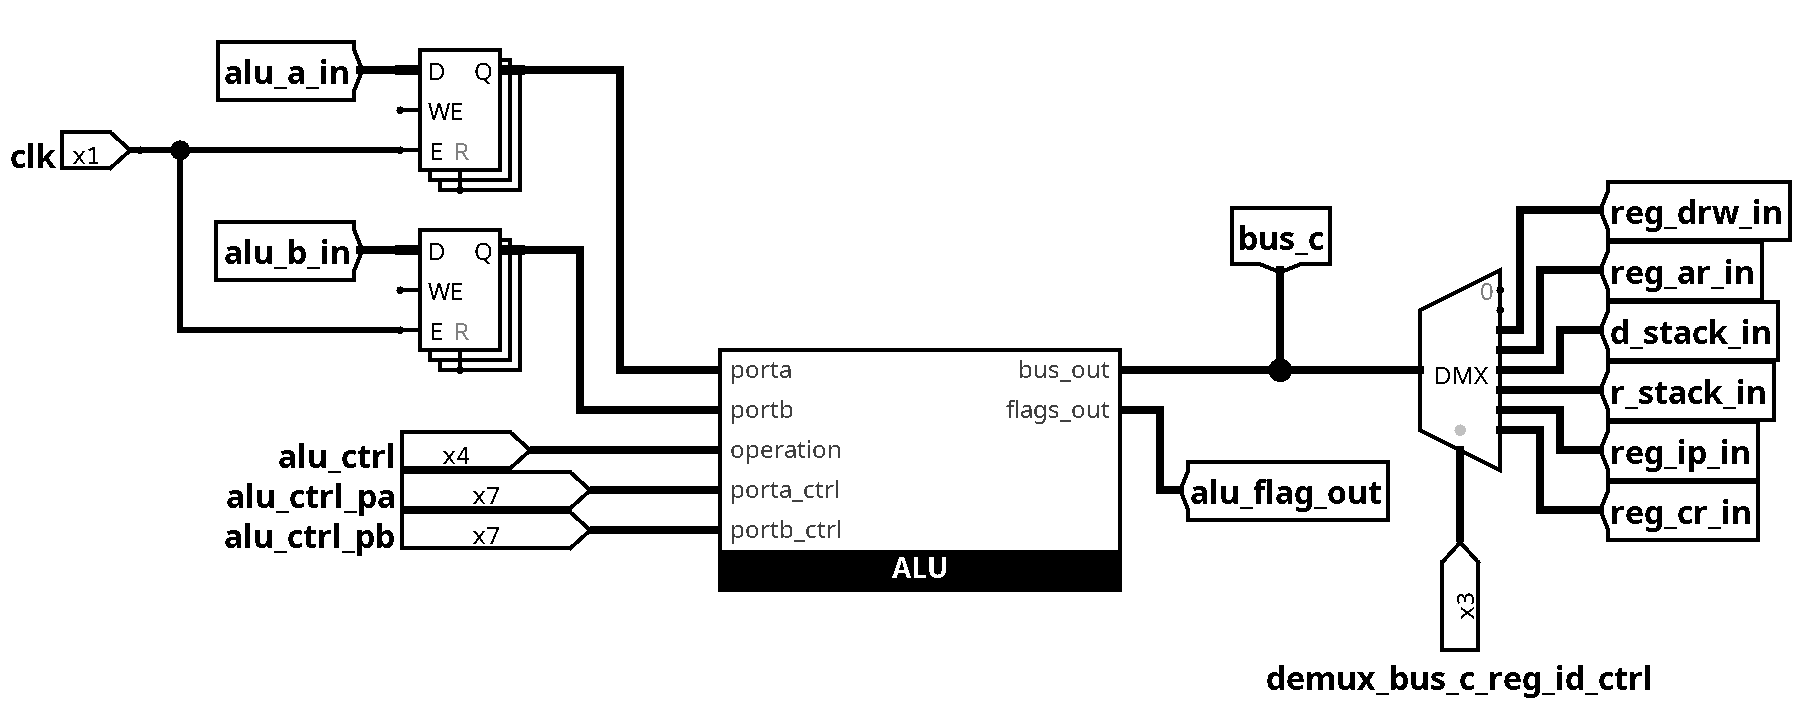 alu_a_in
D Q
WE
E R
clk x1
alu_b_in
D Q
WE
E R
bus_c
porta bus_out
portb flags_out
operation
porta_ctrl
portb_ctrl
ALU
alu_ctrl x4
alu_ctrl_pa x7
alu_ctrl_pb x7
alu_flag_out
0
DMX
reg_drw_in
reg_ar_in
d_stack_in
r_stack_in
reg_ip_in
reg_cr_in
x3
demux_bus_c_reg_id_ctrl